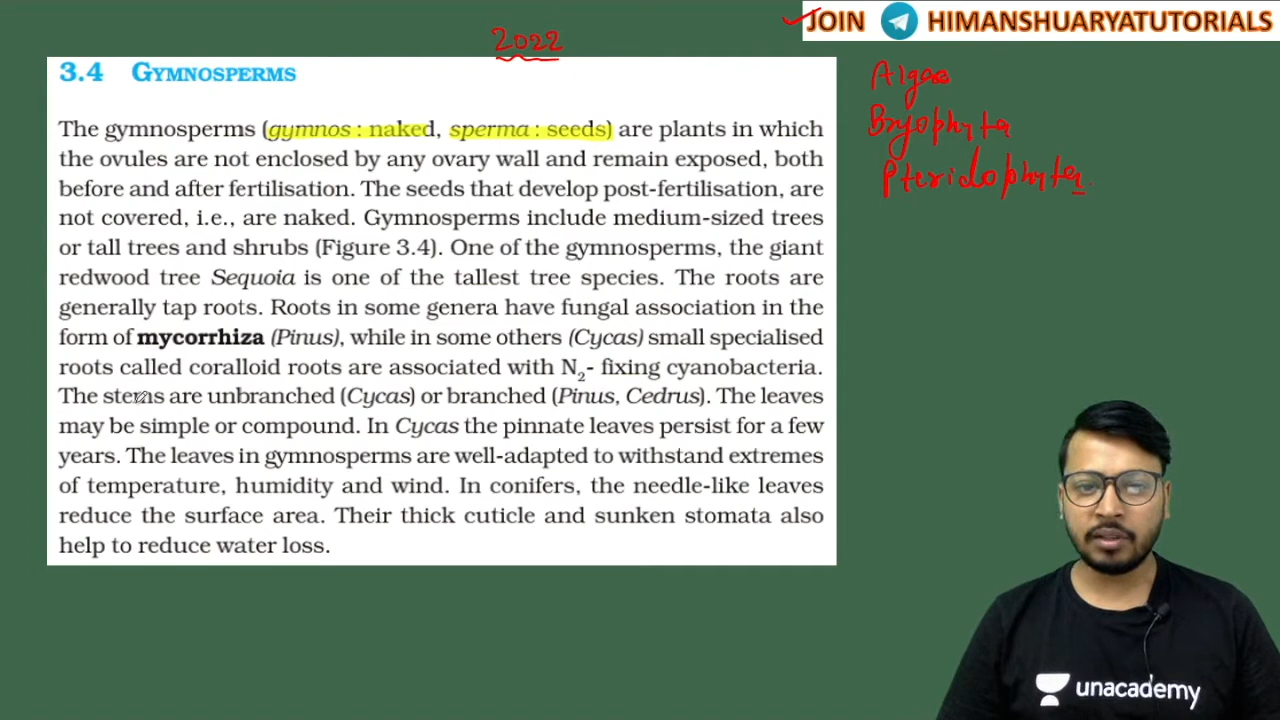 JOIN HIMANSHUARYATUTORIALS
2022
3.4 GYMNOSPERMS
The gymnosperms (gymnos : naked, sperma : seeds) are plants in which
the ovules are not enclosed by any ovary wall and remain exposed, both
before and after fertilisation. The seeds that develop post-fertilisation, are
not covered, i.e., are naked. Gymnosperms include medium-sized trees
or tall trees and shrubs (Figure 3.4). One of the gymnosperms, the giant
redwood tree Sequoia is one of the tallest tree species. The roots are
generally tap roots. Roots in some genera have fungal association in the
form of mycorrhiza (Pinus), while in some others (Cycas) small specialised
roots called coralloid roots are associated with N2- fixing cyanobacteria.
The stems are unbranched (Cycas) or branched (Pinus, Cedrus). The leaves
may be simple or compound. In Cycas the pinnate leaves persist for a few
years. The leaves in gymnosperms are well-adapted to withstand extremes
of temperature, humidity and wind. In conifers, the needle-like leaves
reduce the surface area. Their thick cuticle and sunken stomata also
help to reduce water loss.
Algae
Bryophyta
Pteridophyta.
unacademy